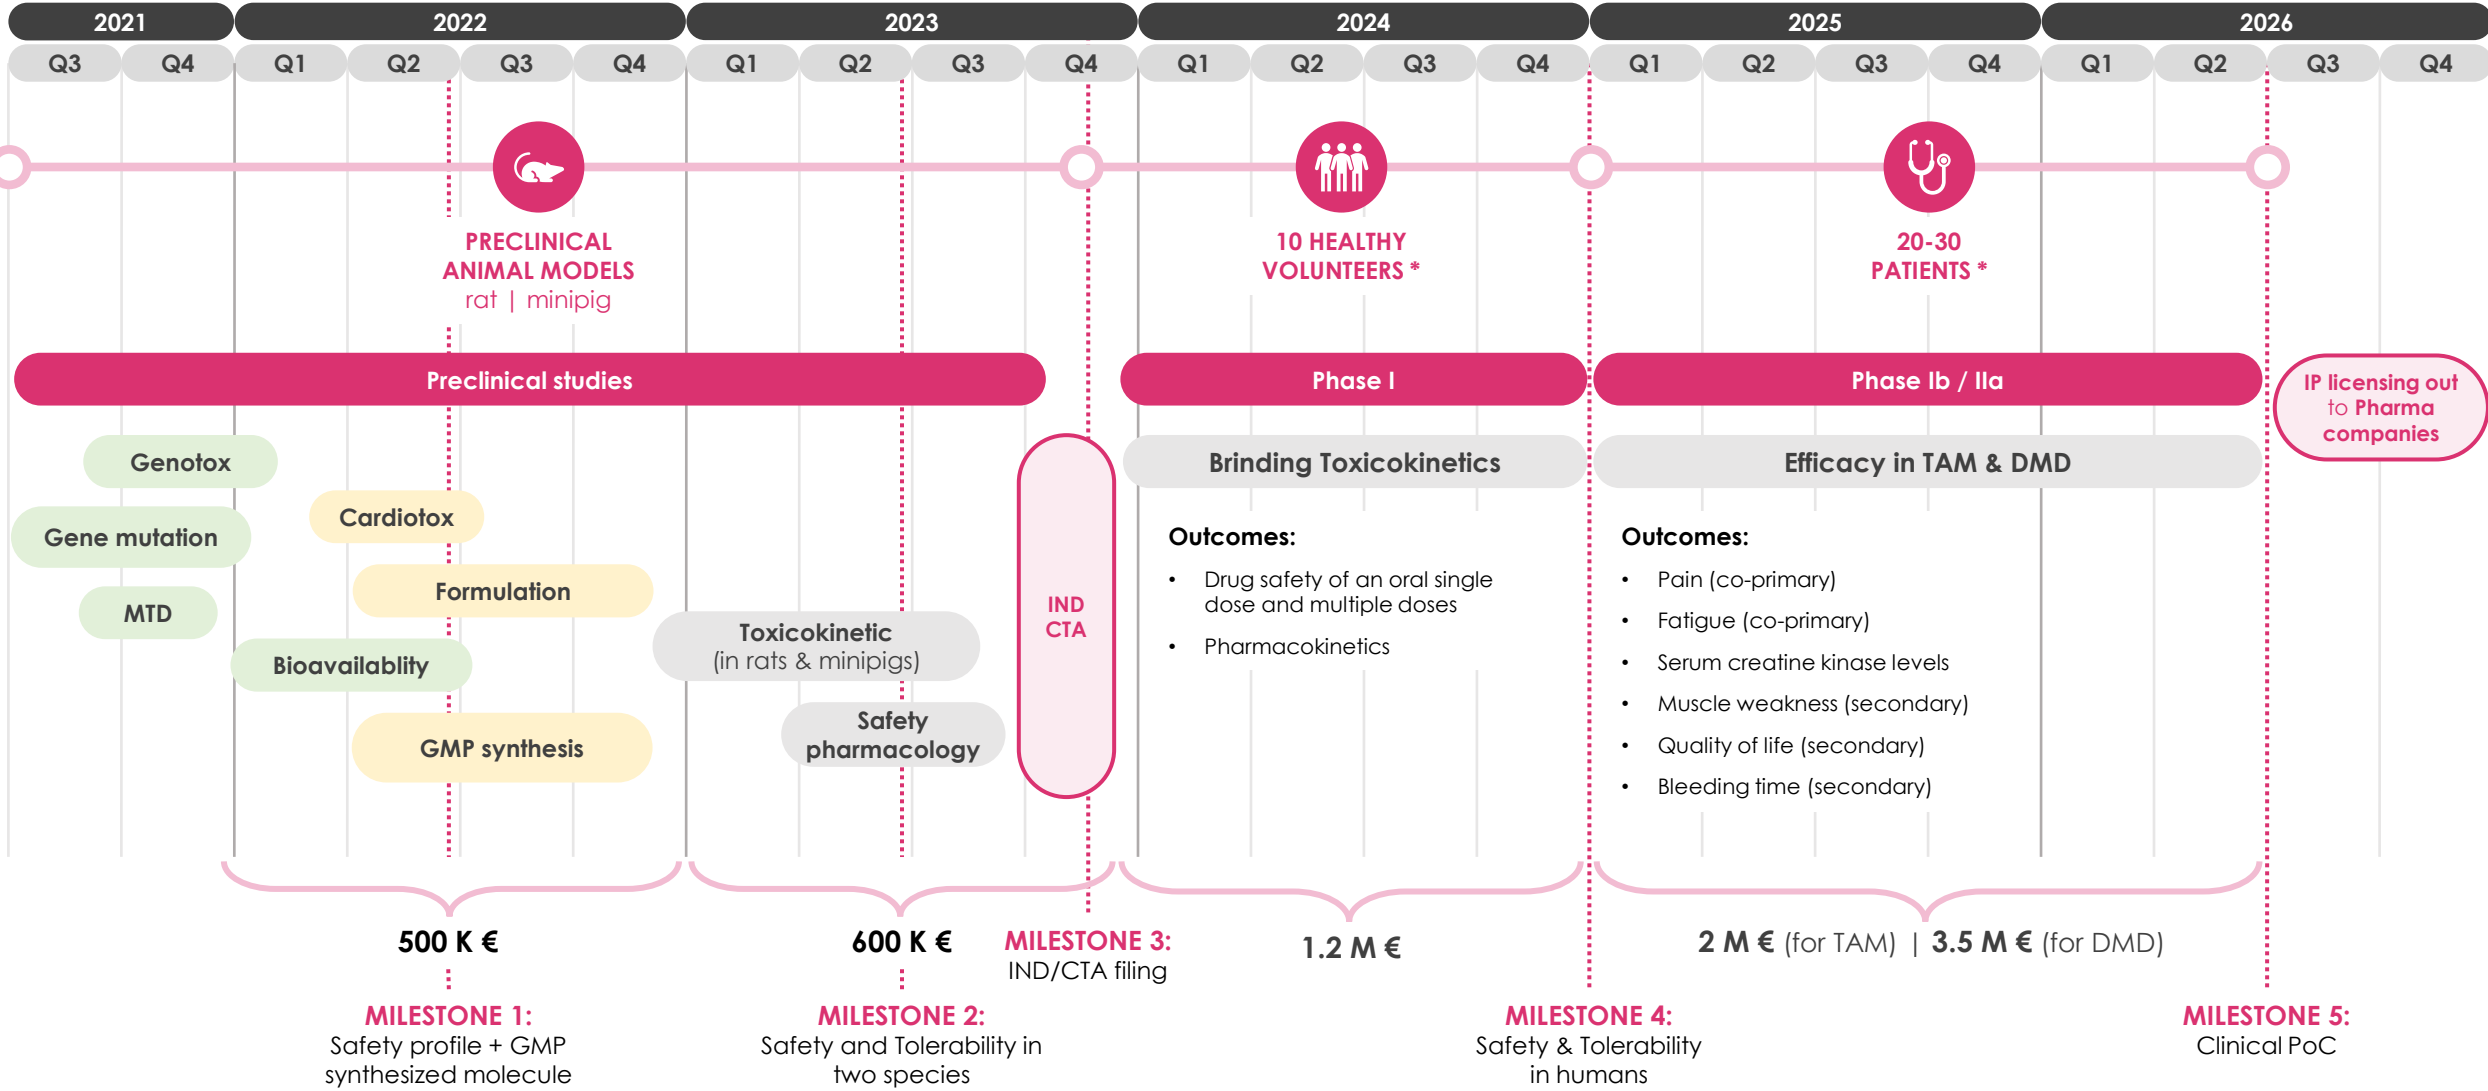 2021
2022
2023
2024
2025
2026
Q3
Q4
Q1
Q2
Q3
Q4
Q1
Q2
Q3
Q4
Q1
Q2
Q3
Q4
Q1
Q2
Q3
Q4
Q1
Q2
Q3
Q4
PRECLINICAL
ANIMAL MODELS
rat | minipig
10 HEALTHY
VOLUNTEERS *
20-30
PATIENTS *
Preclinical studies
Phase I
Phase Ib / IIa
IP licensing out
to Pharma
companies
Genotox
Gene mutation
MTD
Bioavailablity
Cardiotox
Formulation
GMP synthesis
Toxicokinetic
(in rats & minipigs)
Safety
pharmacology
IND
CTA
Brinding Toxicokinetics
Outcomes:
• Drug safety of an oral single
dose and multiple doses
• Pharmacokinetics
Efficacy in TAM & DMD
Outcomes:
• Pain (co-primary)
• Fatigue (co-primary)
• Serum creatine kinase levels
• Muscle weakness (secondary)
• Quality of life (secondary)
• Bleeding time (secondary)
500 K €
MILESTONE 1:
Safety profile + GMP
synthesized molecule
600 K €
MILESTONE 2:
Safety and Tolerability in
two species
MILESTONE 3:
IND/CTA filing
1.2 M €
MILESTONE 4:
Safety & Tolerability
in humans
2 M € (for TAM) | 3.5 M € (for DMD)
MILESTONE 5:
Clinical PoC